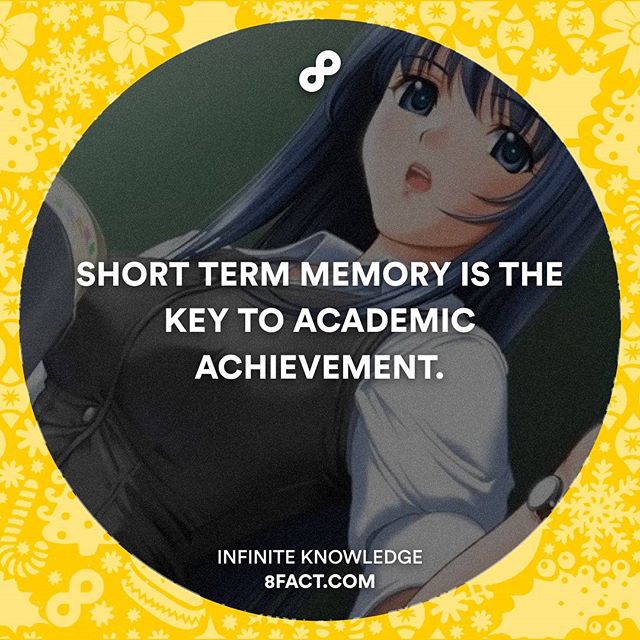 SHORT TERM MEMORY IS THE
KEY TO ACADEMIC
ACHIEVEMENT.
INFINITE KNOWLEDGE
8FACT.COM